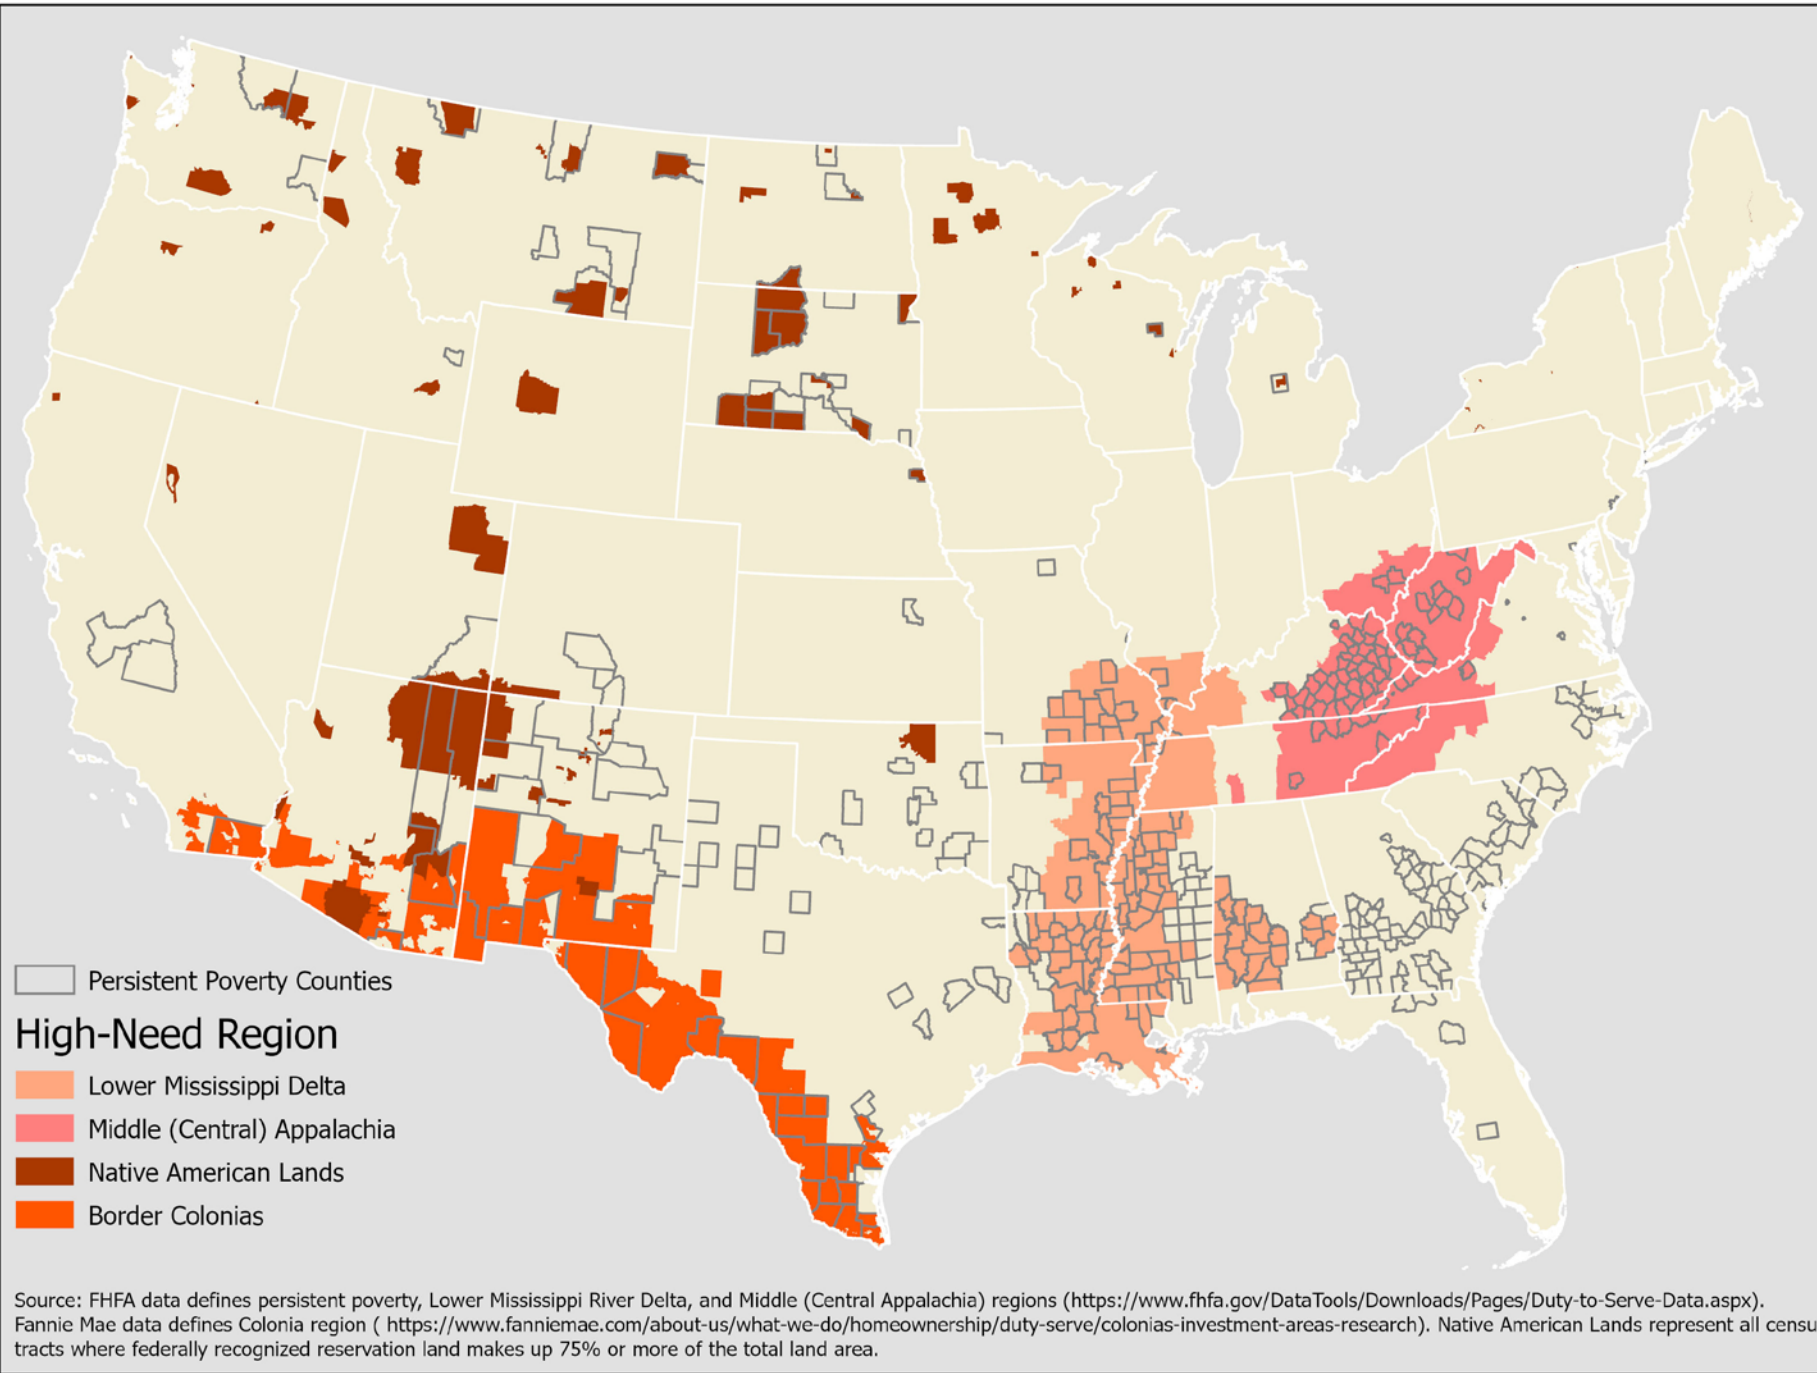 Persistent Poverty Counties
High-Need Region
Lower Mississippi Delta
Middle (Central) Appalachia
Native American Lands
Border Colonias
Source: FHFA data defines persistent poverty, Lower Mississippi River Delta, and Middle (Central Appalachia) regions (https://www.fhfa.gov/DataTools/Downloads/Pages/Duty-to-Serve-Data.aspx).
Fannie Mae data defines Colonia region ( https://www.fanniemae.com/about-us/what-we-do/homeownership/duty-serve/colonias-investment-areas-research). Native American Lands represent all censu
tracts where federally recognized reservation land makes up 75% or more of the total land area.